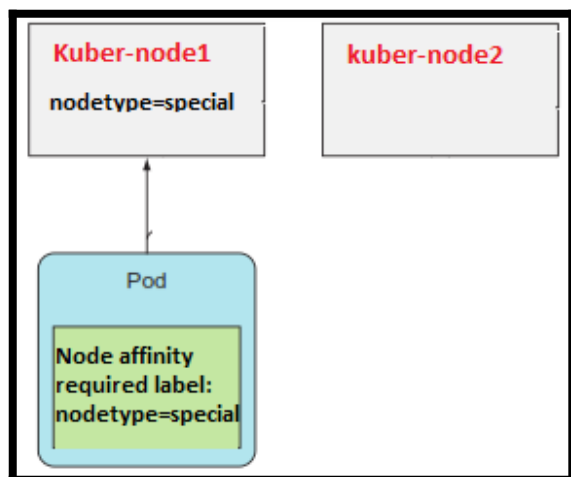 Kuber-node1
nodetype=special
kuber-node2
Pod
Node affinity
required label:
nodetype=special